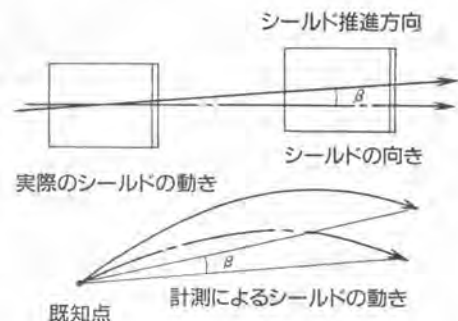 シールド推進方向
β
シールドの向き
実際のシールドの動き
β
計測によるシールドの動き
既知点